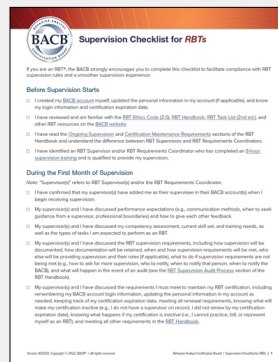 BACB
Supervision Checklist for RBTs
If you are an RBT®, the BACB strongly encourages you to complete this checklist to facilitate compliance with RBT
supervision rules and a smoother supervision experience.
Before Supervision Starts
I created my BACB account myself, updated the personal information in my account (if applicable), and know
my login information and certification expiration date.
I have reviewed and am familiar with the RBT Ethics Code (2.0), RBT Handbook, RBT Task List (2nd ed.), and
other RBT resources on the BACB website.
I have read the Ongoing Supervision and Certification Maintenance Requirements sections of the RBT
Handbook and understand the difference between RBT Supervisors and RBT Requirements Coordinators.
I have identified an RBT Supervisor and/or RBT Requirements Coordinator who has completed an 8-hour
supervision training and is qualified to provide my supervision.
During the First Month of Supervision
Note: "Supervisor(s)" refers to RBT Supervisor(s) and/or the RBT Requirements Coordinator.
I have confirmed that my supervisor(s) have added me as their supervisee in their BACB account(s) when I
begin receiving supervision.
My supervisor(s) and I have discussed performance expectations (e.g., communication methods, when to seek
guidance from a supervisor, professional boundaries) and how to give each other feedback.
My supervisor(s) and I have discussed my competency assessment, current skill set, and training needs, as
well as the types of tasks I am expected to perform as an RBT.
My supervisor(s) and I have discussed the RBT supervision requirements, including how supervision will be
documented, how documentation will be retained, when and how supervision requirements will be met, who
will be providing supervision and their roles (if applicable), what to do if supervision requirements are not
being met (e.g., how to ask for more supervision, who to notify, when to notify that person, when to notify the
BACB), and what will happen in the event of an audit (see the RBT Supervision Audit Process section of the
RBT Handbook).
My supervisor(s) and I have discussed the requirements I must meet to maintain my RBT certification, including
remembering my BACB account login information, updating the personal information in my account as
needed, keeping track of my certification expiration date, meeting all renewal requirements, knowing what will
make my certification inactive (e.g., I do not have a supervisor on record, I did not renew by my certification
expiration date), knowing what happens if my certification is inactive (i.e., I cannot practice, bill, or represent
myself as an RBT), and meeting all other requirements in the RBT Handbook.